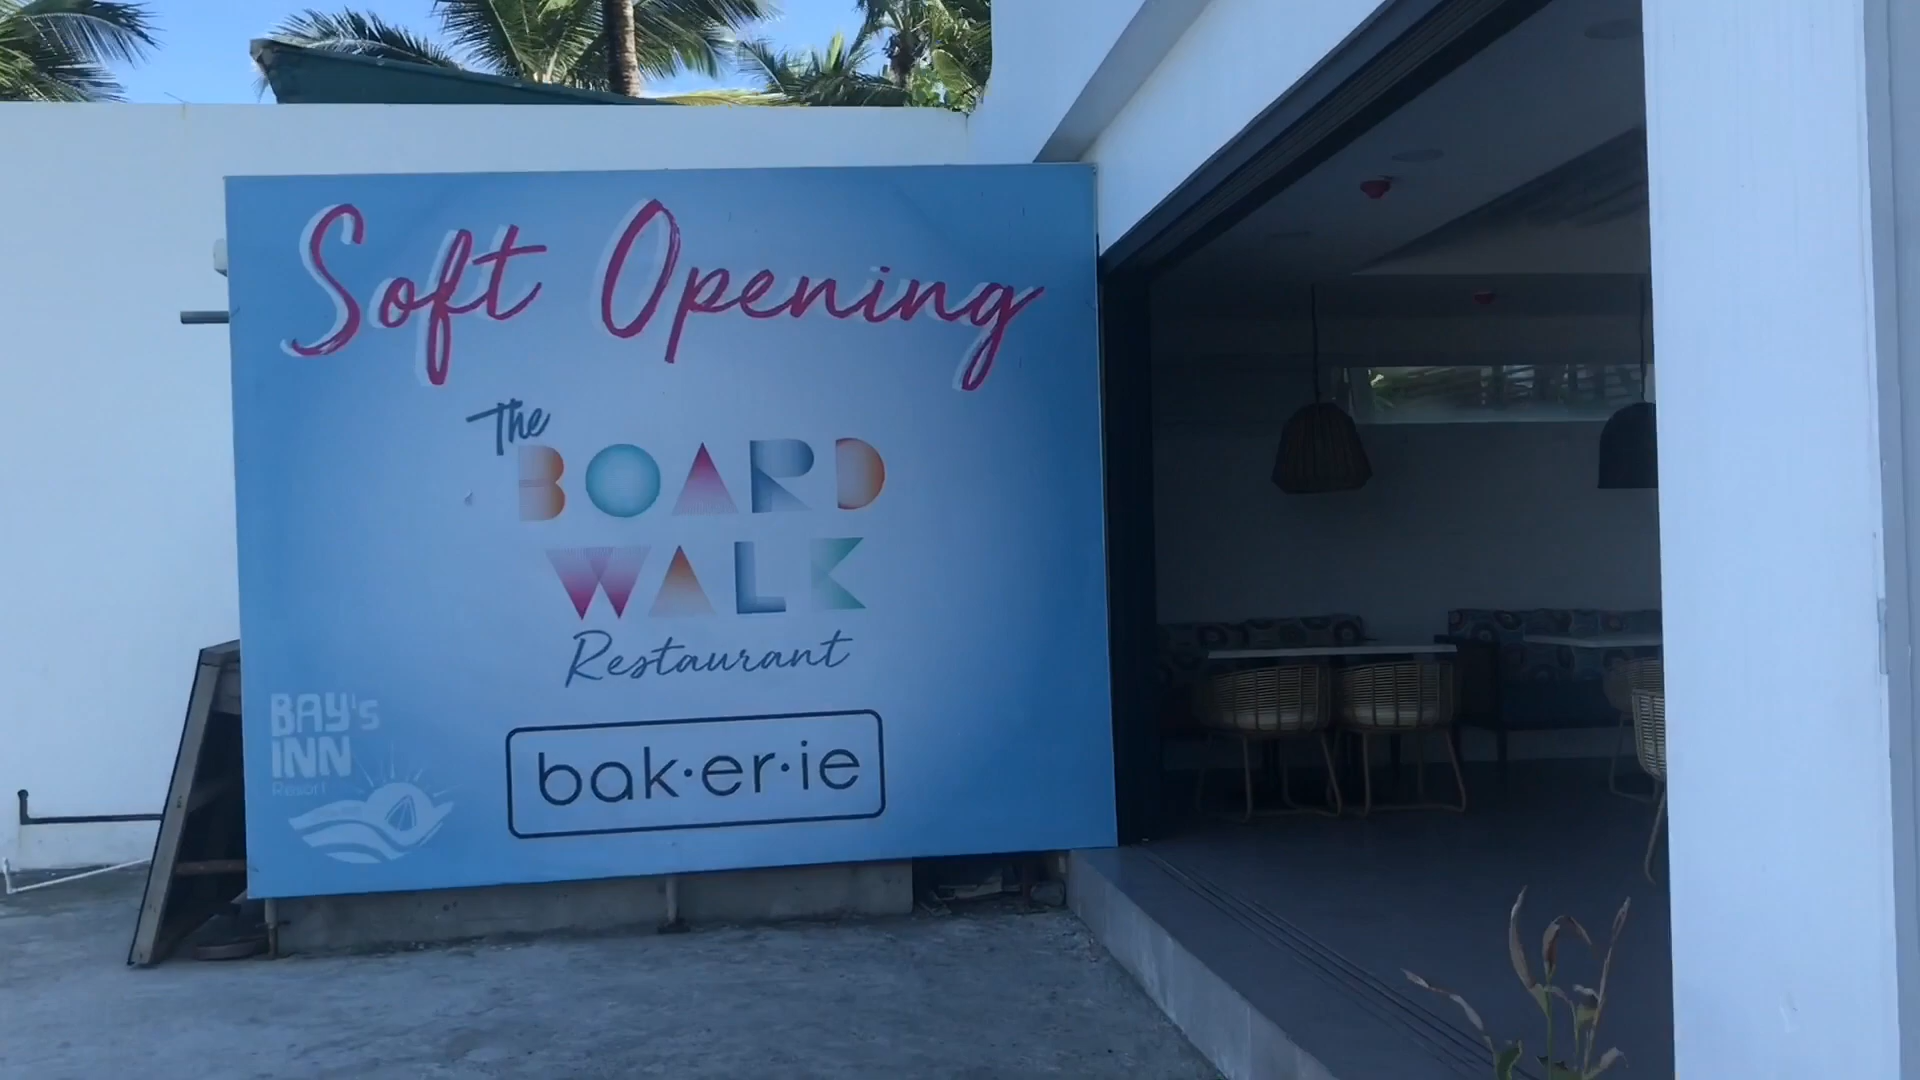 Soft Opening
The
BOARD
WALK
Restaurant
bak·er·ie
BAY's
INN
Resort